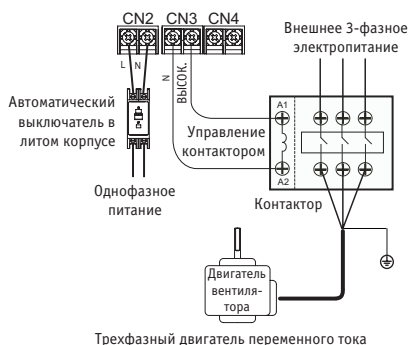 CN2 CN3 CN4
L N
N
ВЫСОК.
Внешнее 3-фазное
электропитание
Автоматический
выключатель в
литом корпусе
Однофазное
питание
Управление
контактором
A1
A2
Контактор
Двигатель
вентиля-
тора
Трехфазный двигатель переменного тока